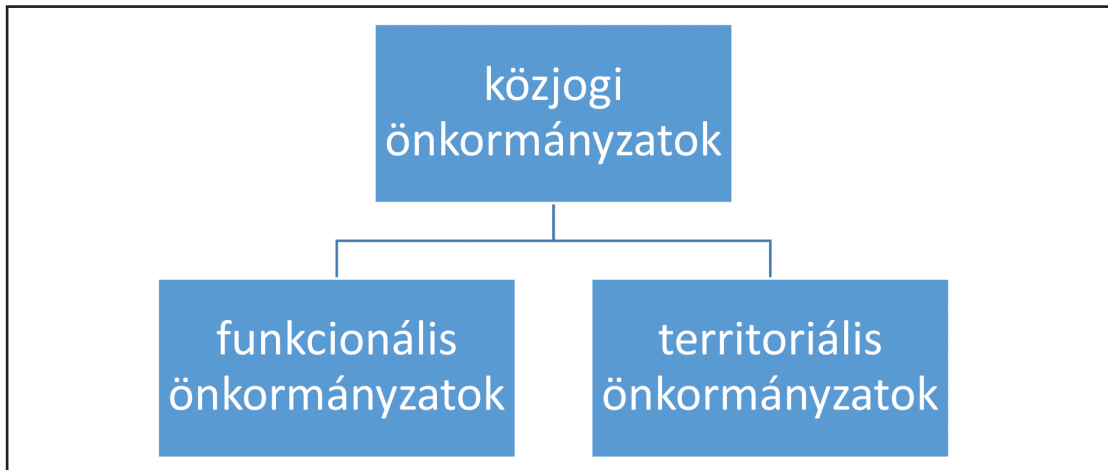 közjogi
önkormányzatok
funkcionális
önkormányzatok
territoriális
önkormányzatok